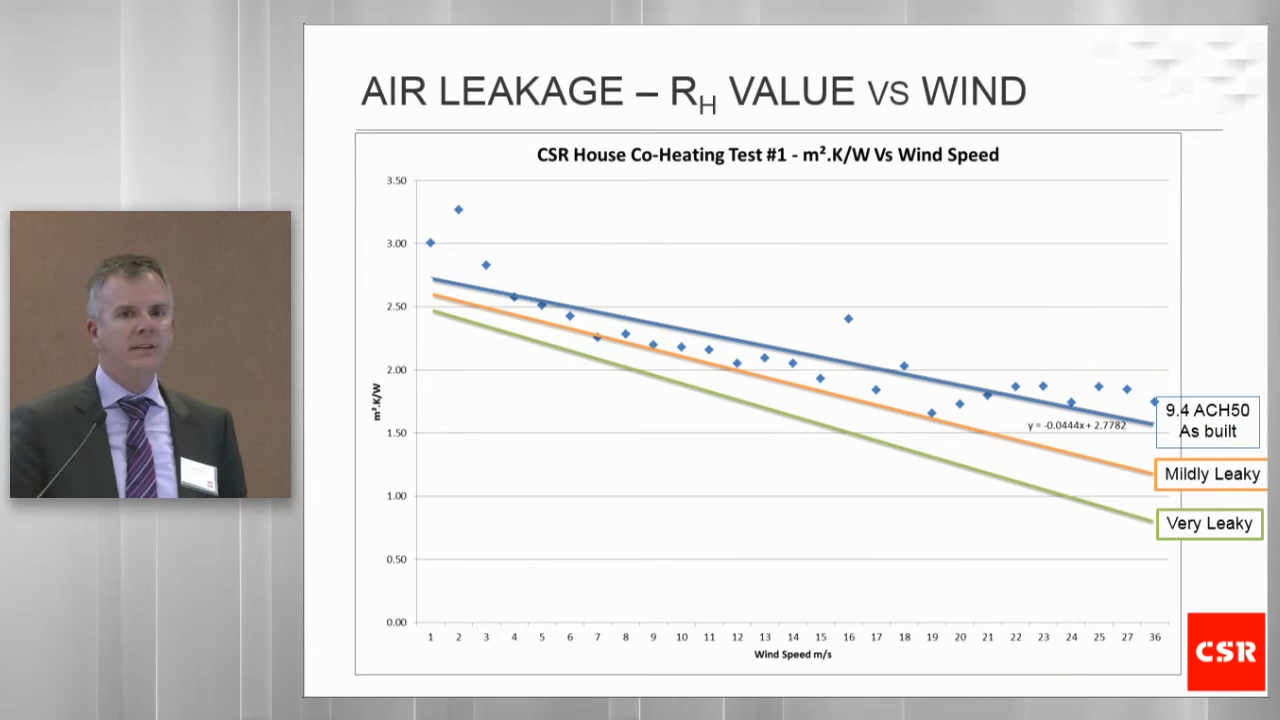 AIR LEAKAGE – RH VALUE VS WIND
CSR House Co-Heating Test #1 - m².K/W Vs Wind Speed
3.50
3.00
2.50
2.00
1.50
1.00
0.50
0.00
m².K/W
y = -0.0444x + 2.7782
9.4 ACH50
As built
Mildly Leaky
Very Leaky
1 2 3 4 5 6 7 8 9 10 11 12 13 14 15 16 17 18 19 20 21 22 23 24 25 27 36
Wind Speed m/s
CSR